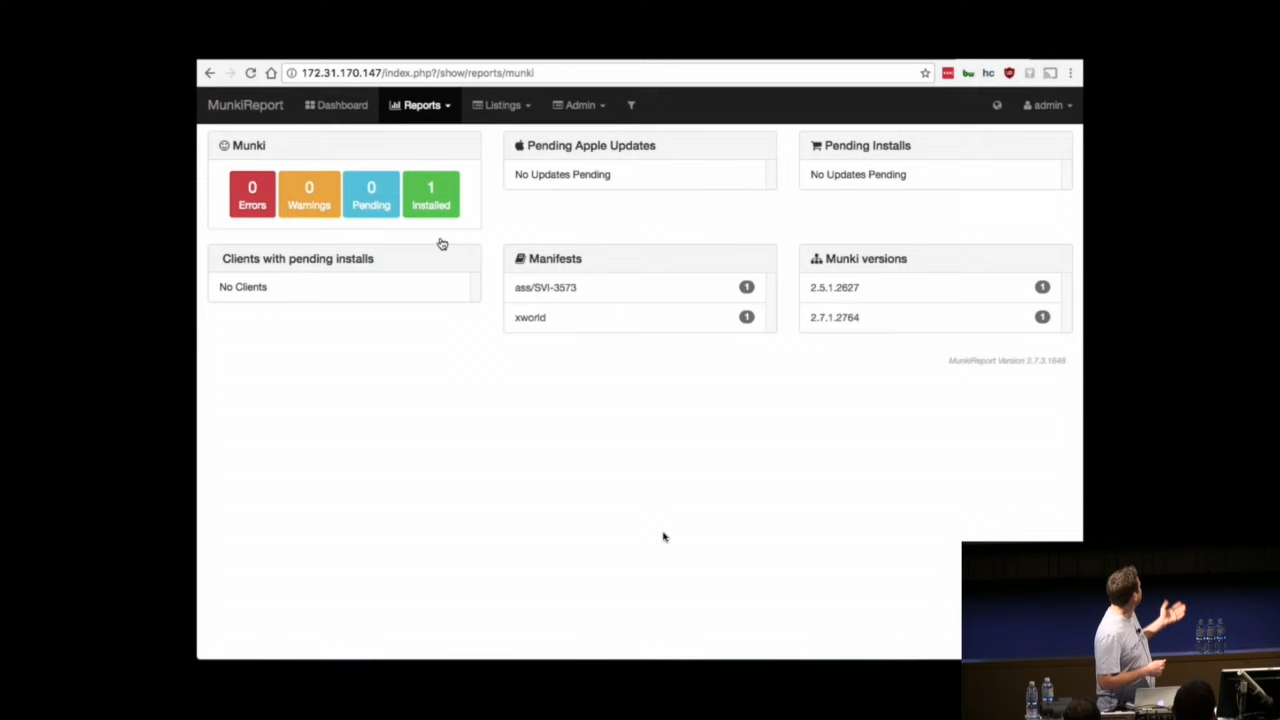 172.31.170.147/index.php?/show/reports/munki
bw
hc
MunkiReport
Dashboard
Reports
Listings
Admin
admin
Munki
0
Errors
0
Warnings
0
Pending
1
Installed
Pending Apple Updates
No Updates Pending
Pending Installs
No Updates Pending
Clients with pending installs
No Clients
Manifests
ass/SVI-3573 1
xworld 1
Munki versions
2.5.1.2627 1
2.7.1.2764 1
MunkiReport Version 2.7.3.1648